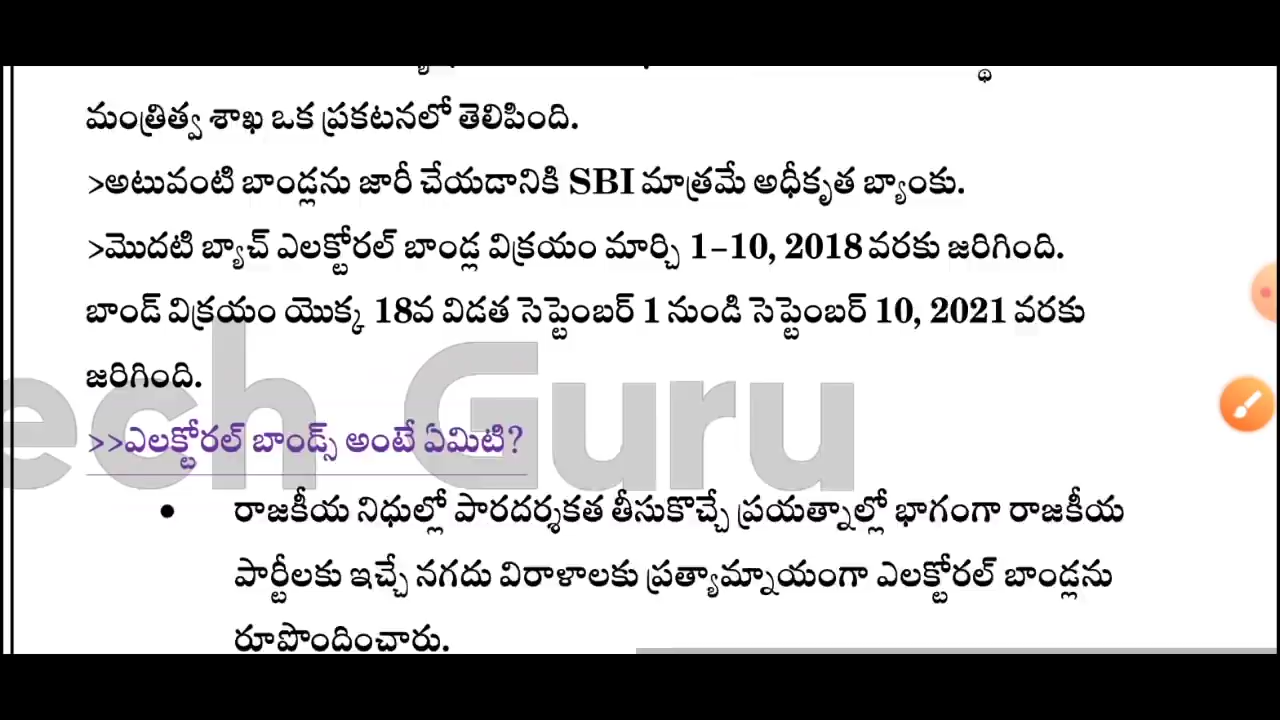 మంత్రిత్వ శాఖ ఒక ప్రకటనలో తెలిపింది.
>అటువంటి బాండ్లను జారీ చేయడానికి SBI మాత్రమే అధీకృత బ్యాంకు.
>మొదటి బ్యాచ్ ఎలక్టోరల్ బాండ్ల విక్రయం మార్చి 1-10, 2018 వరకు జరిగింది.
బాండ్ విక్రయం యొక్క 18వ విడత సెప్టెంబర్ 1 నుండి సెప్టెంబర్ 10, 2021 వరకు
జరిగింది.
ech Guru
>>ఎలక్టోరల్ బాండ్స్ అంటే ఏమిటి?
• రాజకీయ నిధుల్లో పారదర్శకత తీసుకొచ్చే ప్రయత్నాల్లో భాగంగా రాజకీయ
పార్టీలకు ఇచ్చే నగదు విరాళాలకు ప్రత్యామ్నాయంగా ఎలక్టోరల్ బాండ్లను
రూపొందించారు.